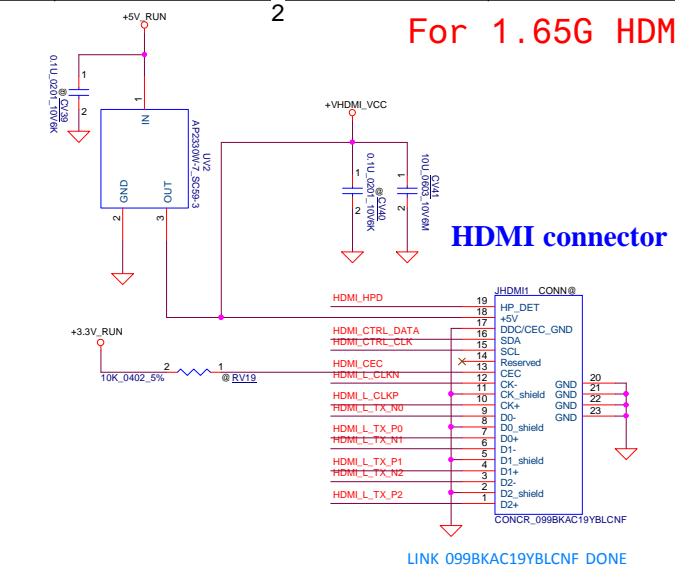 2
For 1.65G HDM
+5V_RUN
0.1U_0201_10V6K
@
CV39
1
2
1
IN
UV2
AP2330W-7_SC59-3
GND
OUT
2
3
+VHDMI_VCC
0.1U_0201_10V6K
@
CV40
1
2
10U_0603_10V6M
CV41
1
2
HDMI connector
+3.3V_RUN
10K_0402_5%
2
1
@ RV19
JHDMI1 CONN@
HDMI_HPD 19 HP_DET
18 +5V
17 DDC/CEC_GND
HDMI_CTRL_DATA 16 SDA
HDMI_CTRL_CLK 15 SCL
14 Reserved
HDMI_CEC 13 CEC
HDMI_L_CLKN 12 CK-
11 CK_shield
HDMI_L_CLKP 10 CK+
HDMI_L_TX_N0 9 D0-
8 D0_shield
HDMI_L_TX_P0 7 D0+
HDMI_L_TX_N1 6 D1-
5 D1_shield
HDMI_L_TX_P1 4 D1+
HDMI_L_TX_N2 3 D2-
2 D2_shield
HDMI_L_TX_P2 1 D2+
GND 20
GND 21
GND 22
GND 23
CONCR_099BKAC19YBLCNF
LINK 099BKAC19YBLCNF DONE